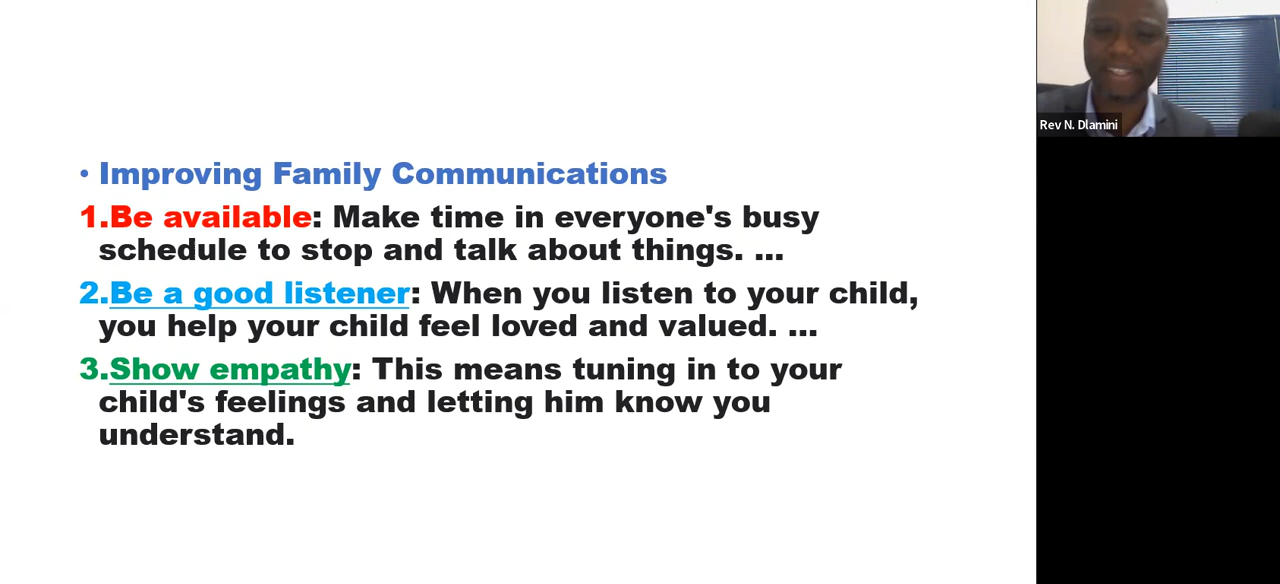 • Improving Family Communications
1.Be available: Make time in everyone's busy
schedule to stop and talk about things. ...
2.Be a good listener: When you listen to your child,
you help your child feel loved and valued. ...
3.Show empathy: This means tuning in to your
child's feelings and letting him know you
understand.
Rev N. Dlamini